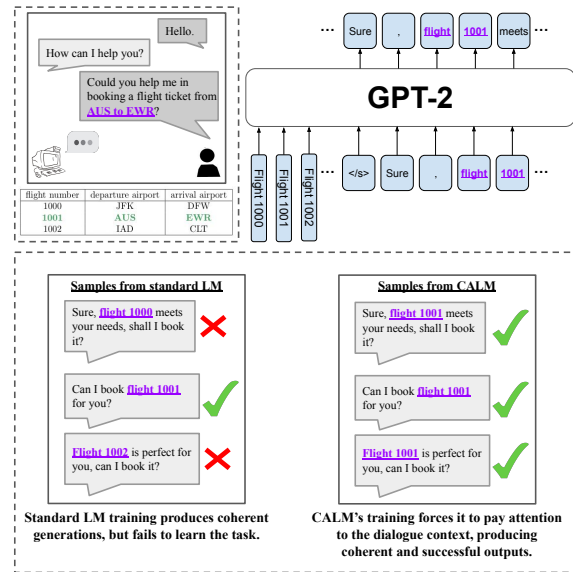 Hello.
How can I help you?
Could you help me in
booking a flight ticket from
AUS to EWR?
flight number departure airport arrival airport
1000 JFK DFW
1001 AUS EWR
1002 IAD CLT
... Sure , flight 1001 meets ...
GPT-2
Flight 1000 Flight 1001 Flight 1002 ... </s> Sure , flight 1001 ...
Samples from standard LM
Sure, flight 1000 meets
your needs, shall I book
it?
Can I book flight 1001
for you?
Flight 1002 is perfect for
you, can I book it?
Standard LM training produces coherent
generations, but fails to learn the task.
Samples from CALM
Sure, flight 1001 meets
your needs, shall I book
it?
Can I book flight 1001
for you?
Flight 1001 is perfect for
you, can I book it?
CALM's training forces it to pay attention
to the dialogue context, producing
coherent and successful outputs.